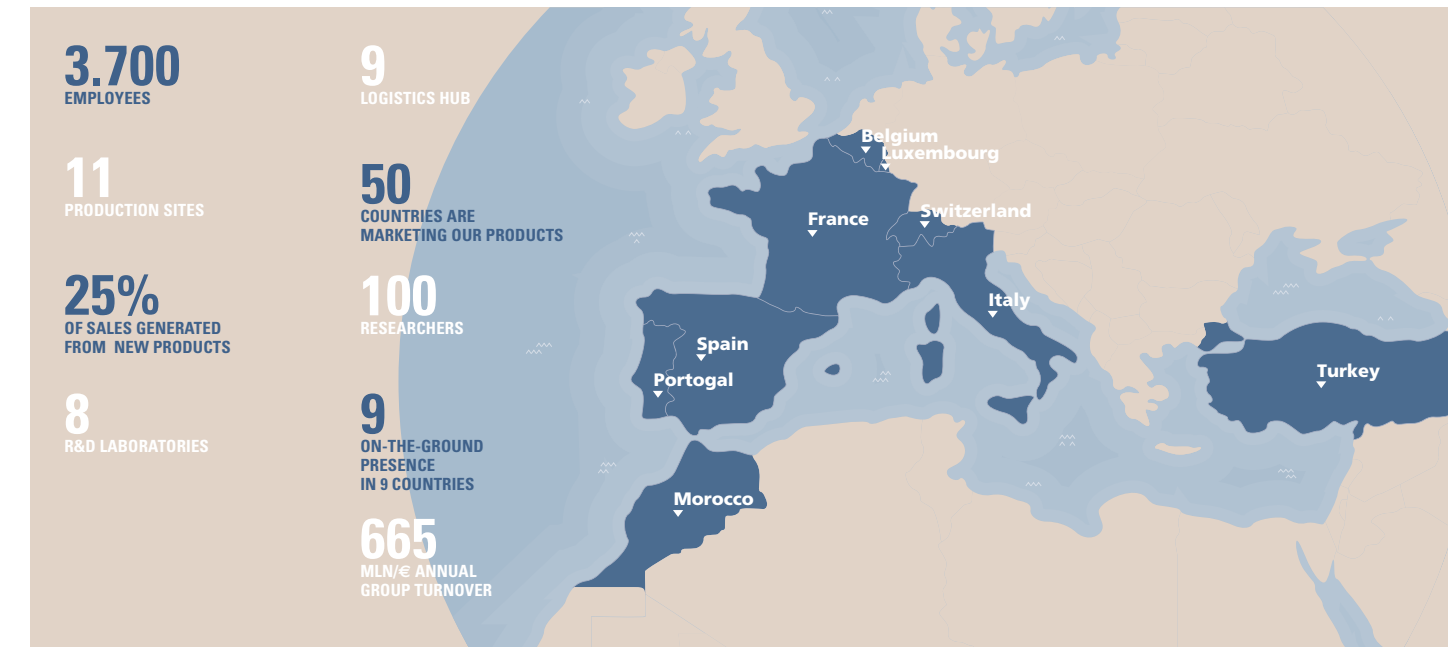 3.700
EMPLOYEES
11
PRODUCTION SITES
25%
OF SALES GENERATED
FROM NEW PRODUCTS
8
R&D LABORATORIES
9
LOGISTICS HUB
50
COUNTRIES ARE
MARKETING OUR PRODUCTS
100
RESEARCHERS
9
ON-THE-GROUND
PRESENCE
IN 9 COUNTRIES
665
MLN/€ ANNUAL
GROUP TURNOVER
Belgium
Luxembourg
France
Switzerland
Italy
Spain
Portogal
Turkey
Morocco